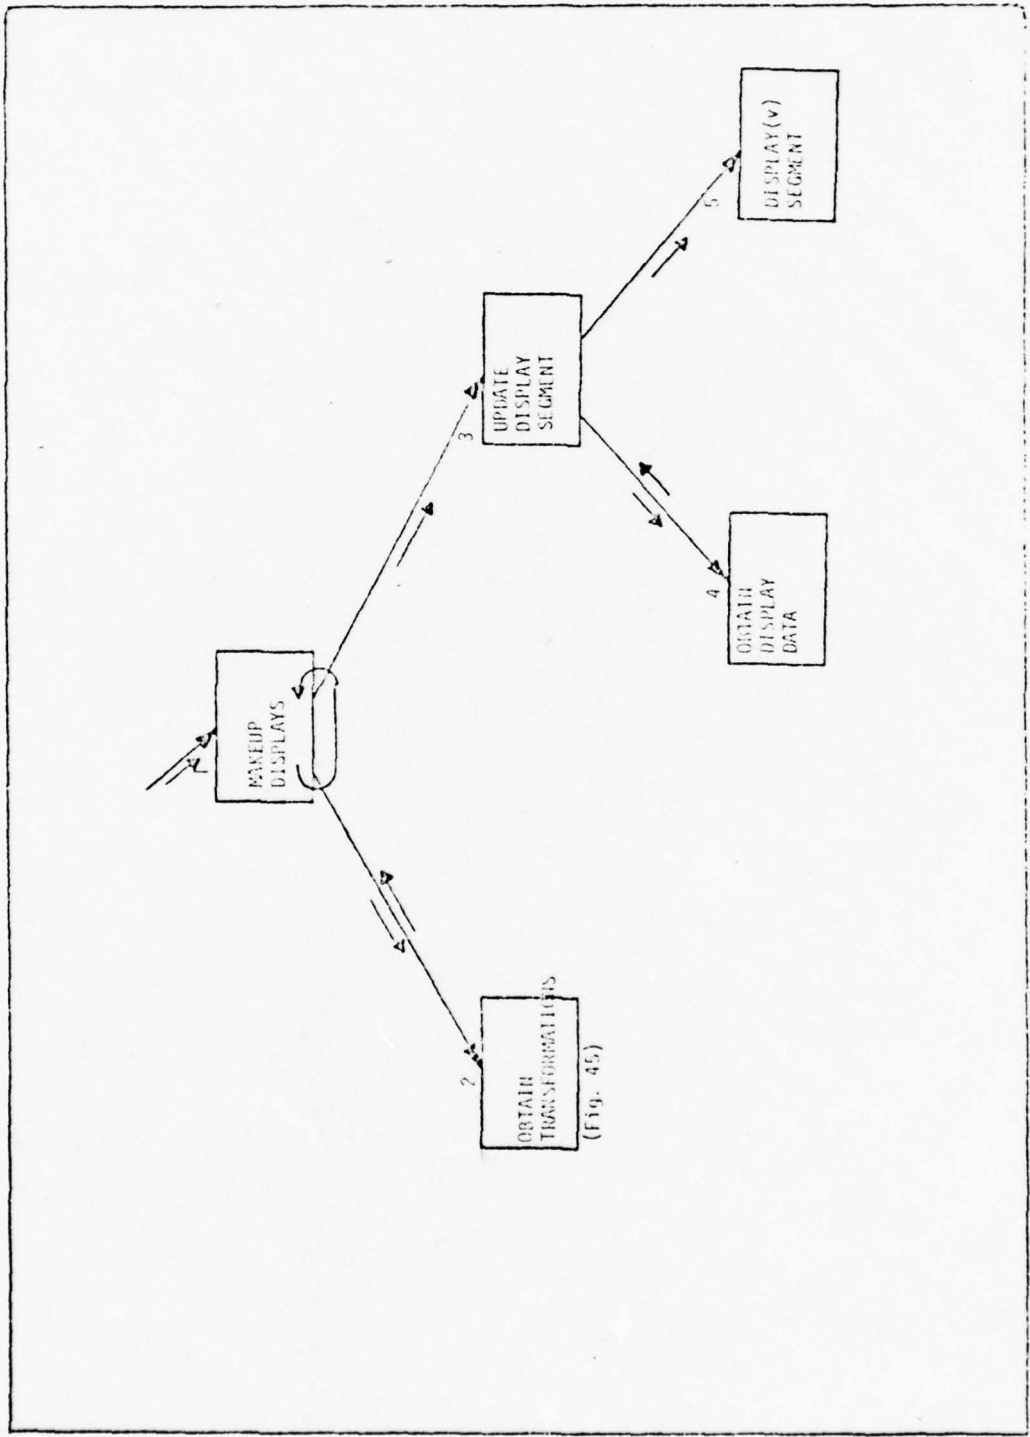 MAKEUP
DISPLAYS
2
OBTAIN
TRANSFORMATIONS
(Fig. 45)
3
UPDATE
DISPLAY
SEGMENT
4
OBTAIN
DISPLAY
DATA
5
DISPLAY(v)
SEGMENT